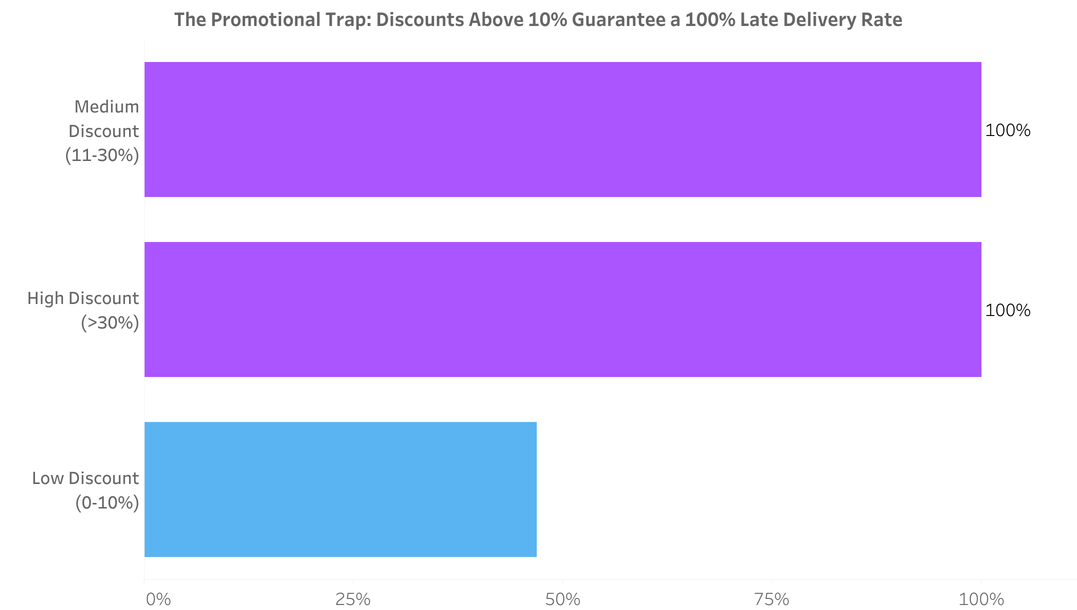 The Promotional Trap: Discounts Above 10% Guarantee a 100% Late Delivery Rate
Medium
Discount
(11-30%)
100%
High Discount
(>30%)
100%
Low Discount
(0-10%)
0%
25%
50%
75%
100%